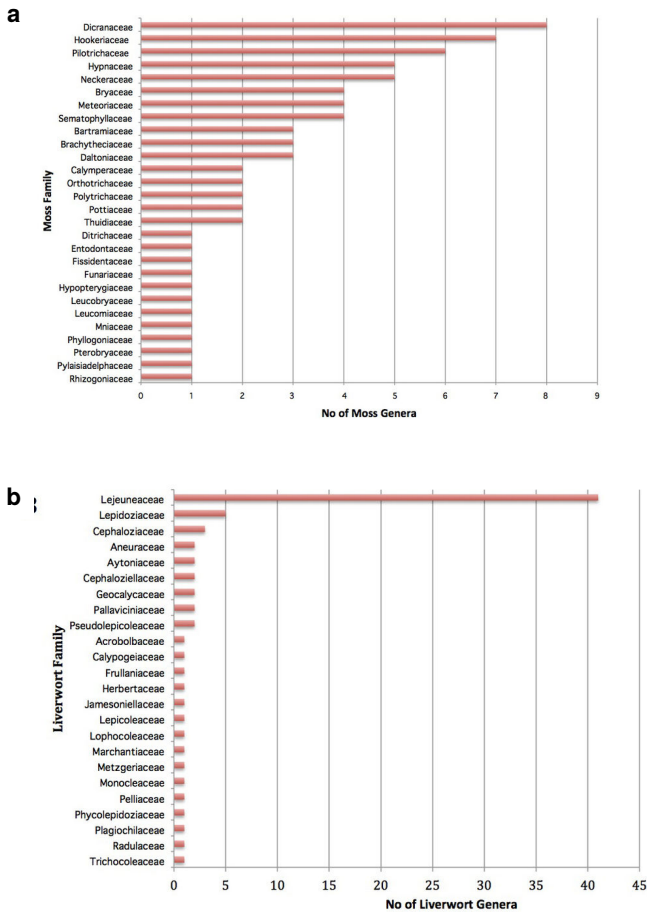 a
Moss Family
Dicranaceae
Hookeriaceae
Pilotrichaceae
Hypnaceae
Neckeraceae
Bryaceae
Meteoriaceae
Sematophyllaceae
Bartramiaceae
Brachytheciaceae
Daltoniaceae
Calymperaceae
Orthotrichaceae
Polytrichaceae
Pottiaceae
Thuidiaceae
Ditrichaceae
Entodontaceae
Fissidentaceae
Funariaceae
Hypopterygiaceae
Leucobryaceae
Leucomiaceae
Mniaceae
Phyllogoniaceae
Pterobryaceae
Pylaisiadelphaceae
Rhizogoniaceae
0 1 2 3 4 5 6 7 8 9
No of Moss Genera
b
Liverwort Family
Lejeuneaceae
Lepidoziaceae
Cephaloziaceae
Aneuraceae
Aytoniaceae
Cephaloziellaceae
Geocalycaceae
Pallaviciniaceae
Pseudolepicoleaceae
Acrobolbaceae
Calypogeiaceae
Frullaniaceae
Herbertaceae
Jamesoniellaceae
Lepicoleaceae
Lophocoleaceae
Marchantiaceae
Metzgeriaceae
Monocleaceae
Pelliaceae
Phycolepidoziaceae
Plagiochilaceae
Radulaceae
Trichocoleaceae
0 5 10 15 20 25 30 35 40 45
No of Liverwort Genera